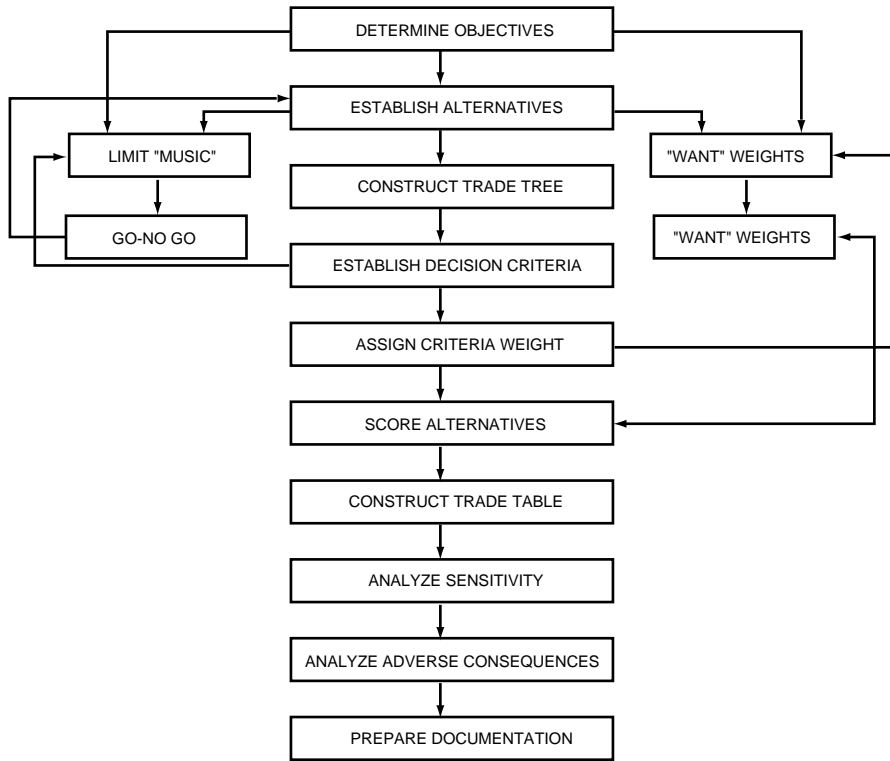 DETERMINE OBJECTIVES
ESTABLISH ALTERNATIVES
LIMIT "MUSIC"
"WANT" WEIGHTS
CONSTRUCT TRADE TREE
GO-NO GO
"WANT" WEIGHTS
ESTABLISH DECISION CRITERIA
ASSIGN CRITERIA WEIGHT
SCORE ALTERNATIVES
CONSTRUCT TRADE TABLE
ANALYZE SENSITIVITY
ANALYZE ADVERSE CONSEQUENCES
PREPARE DOCUMENTATION